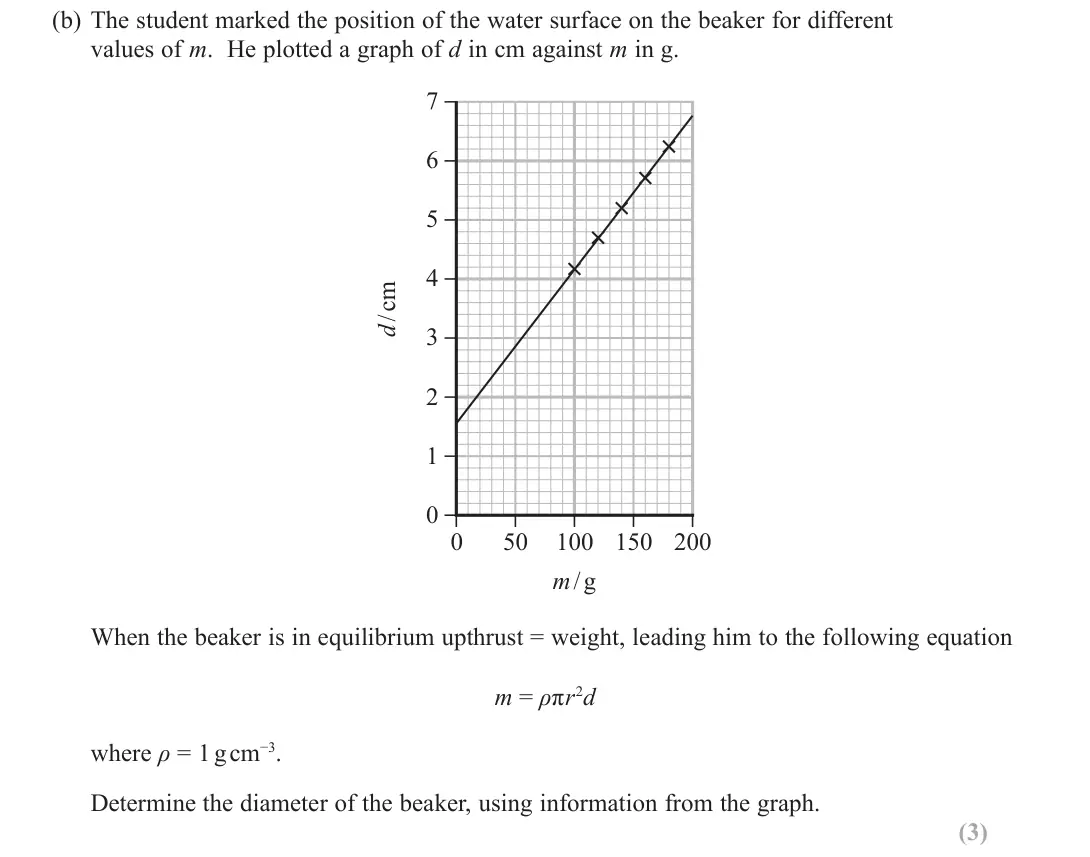 (b) The student marked the position of the water surface on the beaker for different
values of m. He plotted a graph of d in cm against m in g.
7
6
5
4
3
2
1
0
d/cm
0 50 100 150 200
m/g
When the beaker is in equilibrium upthrust = weight, leading him to the following equation
m = ρπr²d
where ρ = 1 g cm⁻³.
Determine the diameter of the beaker, using information from the graph.
(3)